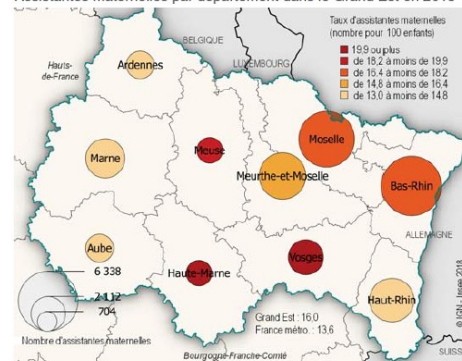 Assistantes maternelles par département dans le Grand Est en 2018
Taux d'assistantes maternelles
(nombre pour 100 enfants)
19,9 ou plus
de 18,2 à moins de 19,9
de 16,4 à moins de 18,2
de 14,8 à moins de 16,4
de 13,0 à moins de 14,8
BELGIQUE
LUXEMBOURG
Hauts-
de-France
Ardennes
Marne
Meuse
Moselle
Meurthe-et-Moselle
Bas-Rhin
ALLEMAGNE
Aube
Haute-Marne
Vosges
Haut-Rhin
6 338
2 112
704
Nombre d'assistantes maternelles
Grand Est : 16,0
France métro. : 13,6
Bourgogne-Franche-Comté
SUISS
© IGN - Insee 2018